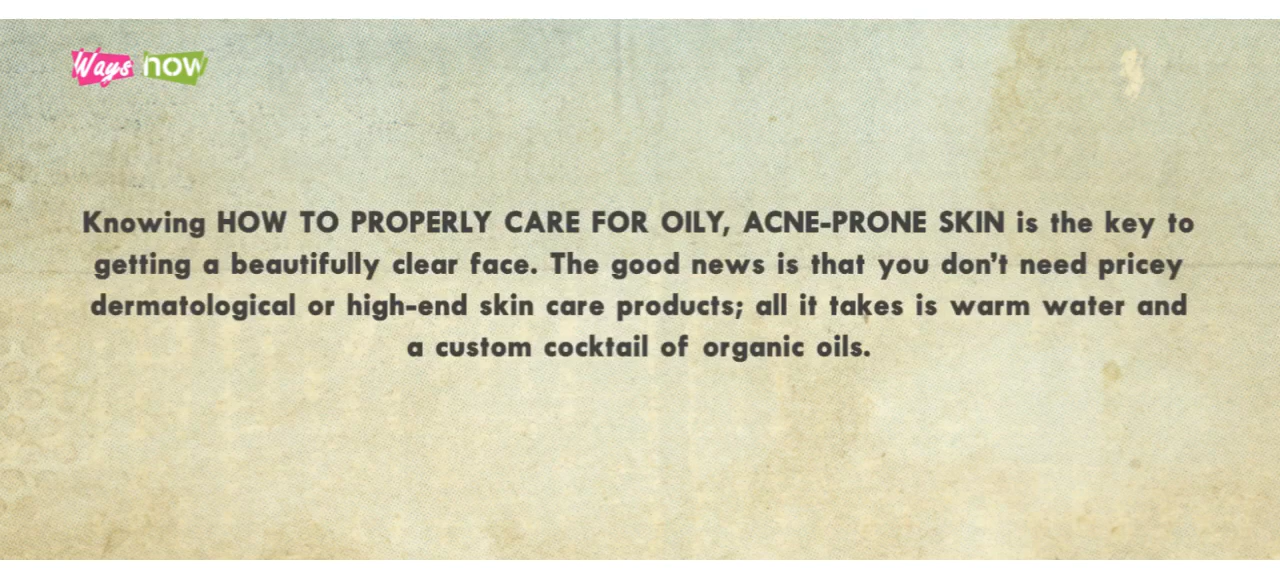 Ways now
Knowing HOW TO PROPERLY CARE FOR OILY, ACNE-PRONE SKIN is the key to
getting a beautifully clear face. The good news is that you don't need pricey
dermatological or high-end skin care products; all it takes is warm water and
a custom cocktail of organic oils.